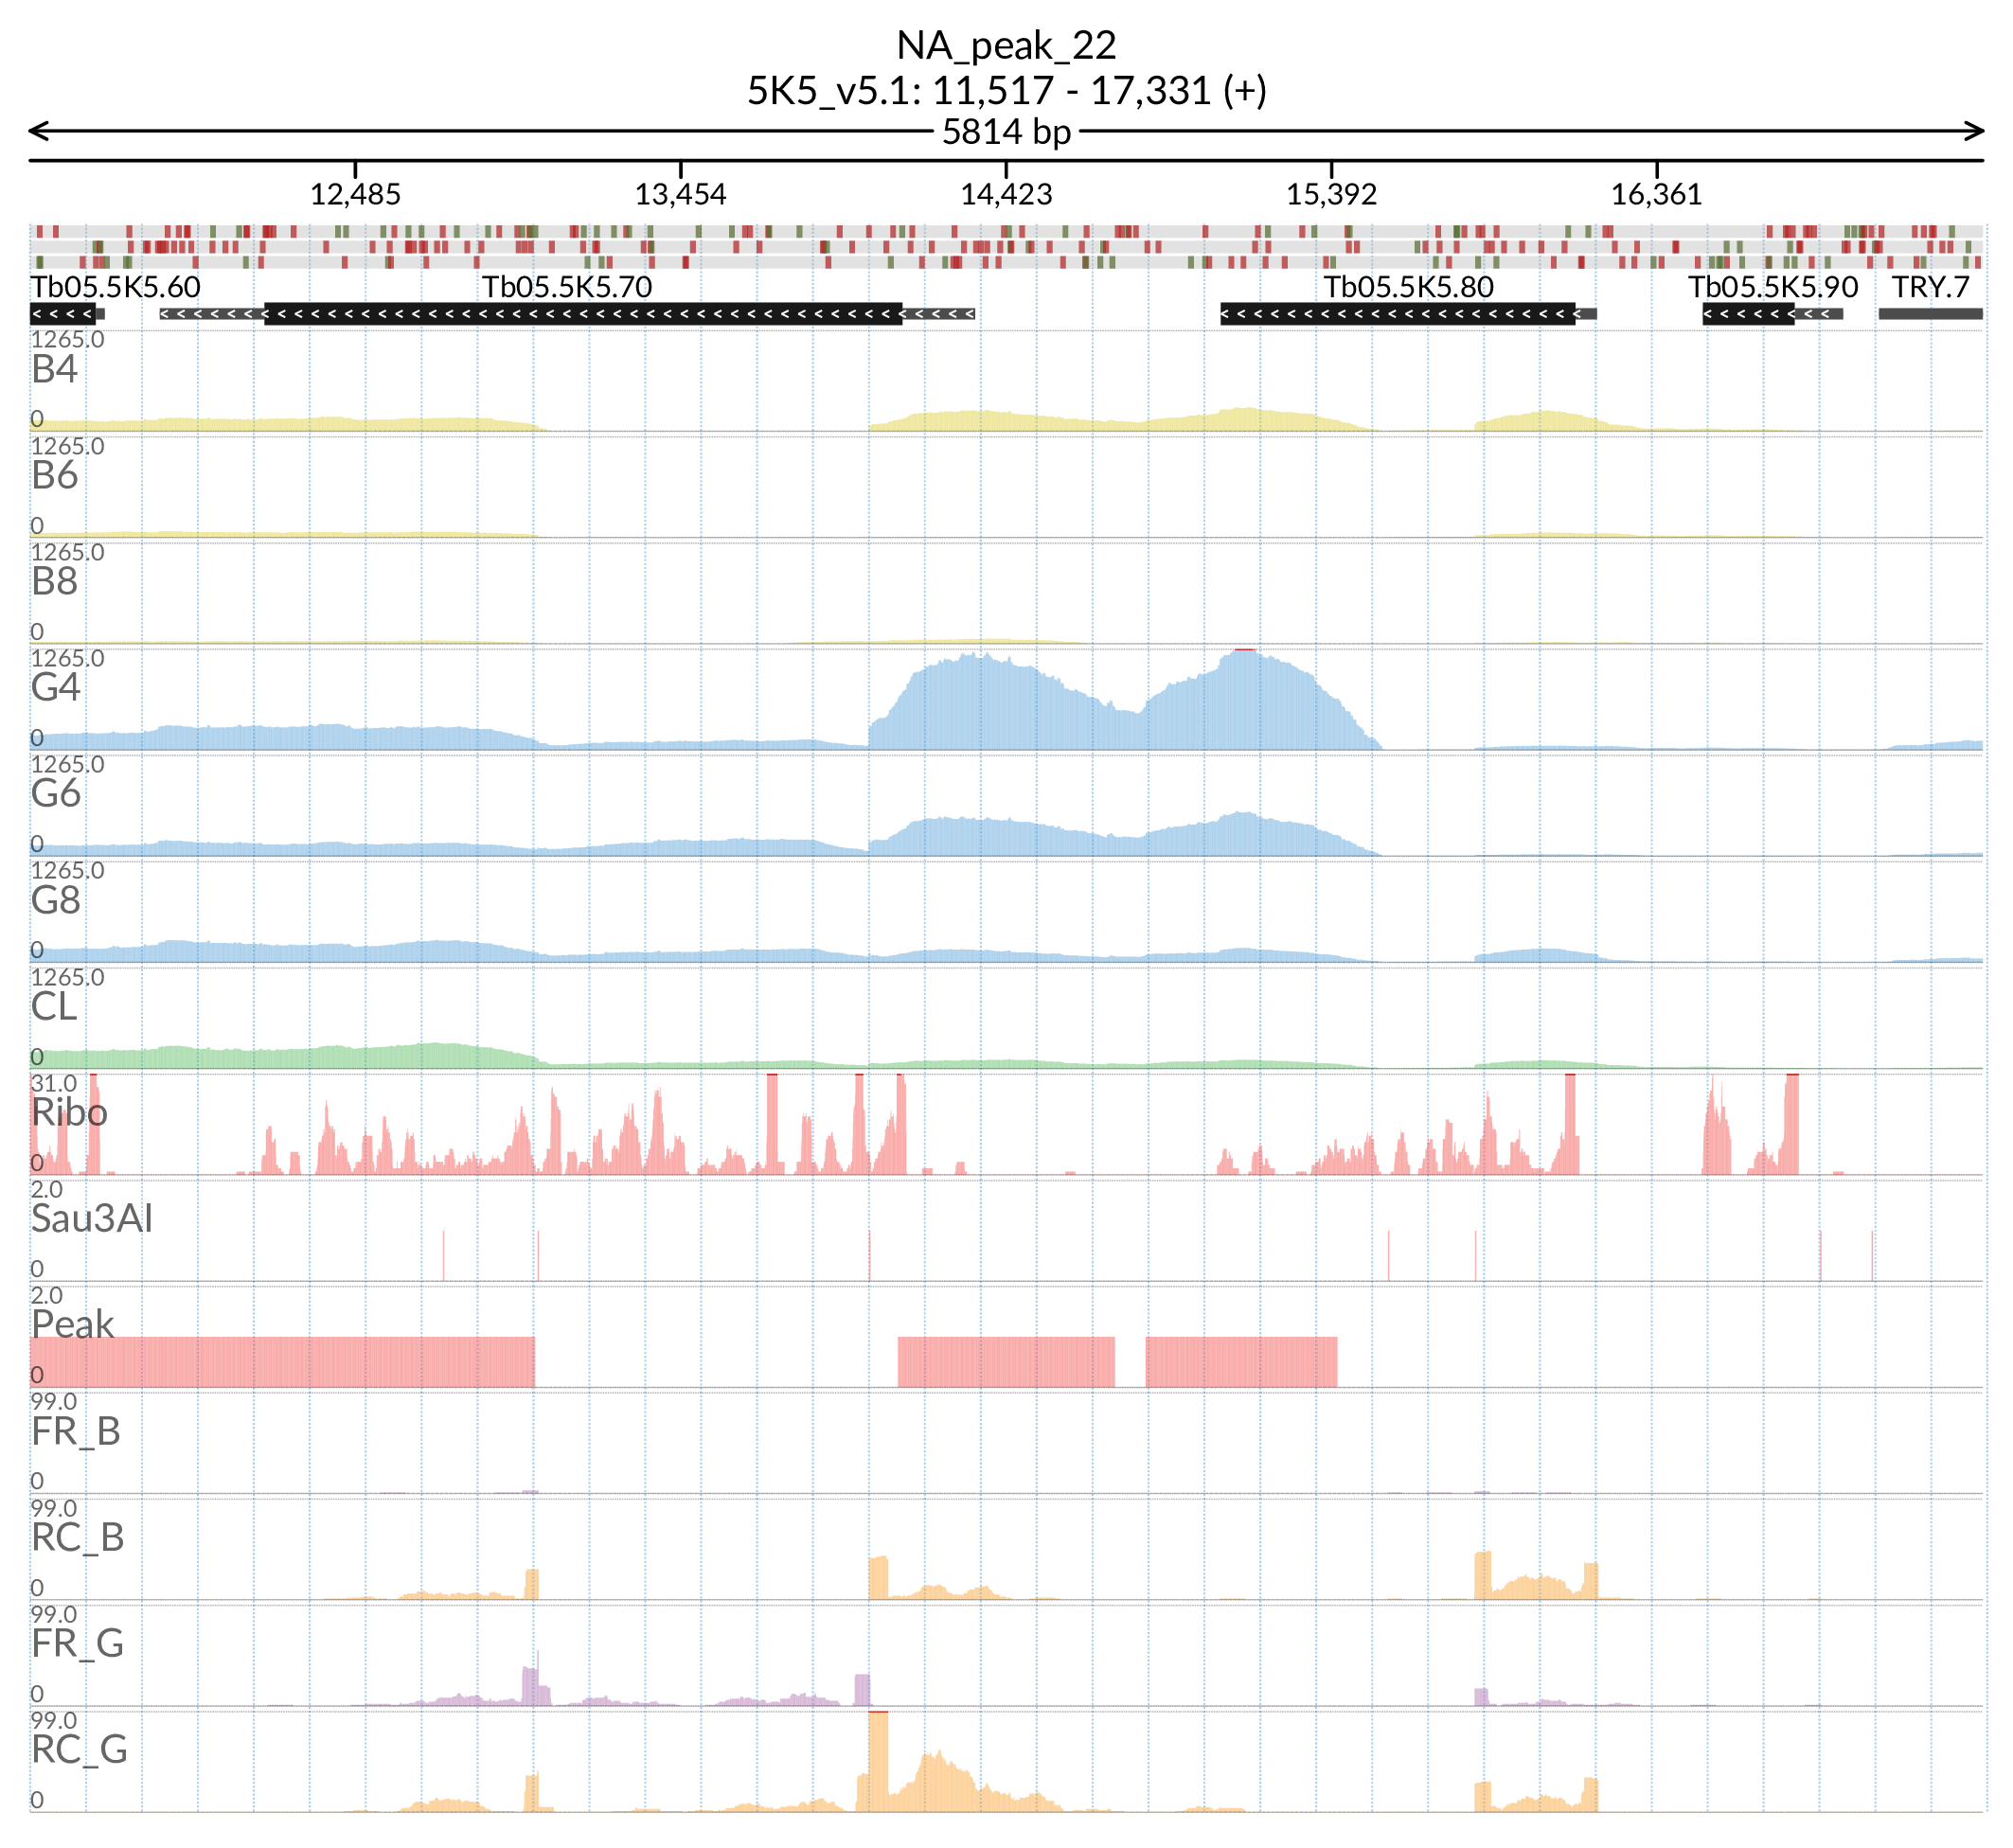 NA_peak_22
5K5_v5.1: 11,517 - 17,331 (+)
5814 bp
12,485 13,454 14,423 15,392 16,361
Tb05.5K5.60 Tb05.5K5.70 Tb05.5K5.80 Tb05.5K5.90 TRY.7
1265.0
B4
0
1265.0
B6
0
1265.0
B8
0
1265.0
G4
0
1265.0
G6
0
1265.0
G8
0
1265.0
CL
0
31.0
Ribo
0
2.0
Sau3AI
0
2.0
Peak
0
99.0
FR_B
0
99.0
RC_B
0
99.0
FR_G
0
99.0
RC_G
0